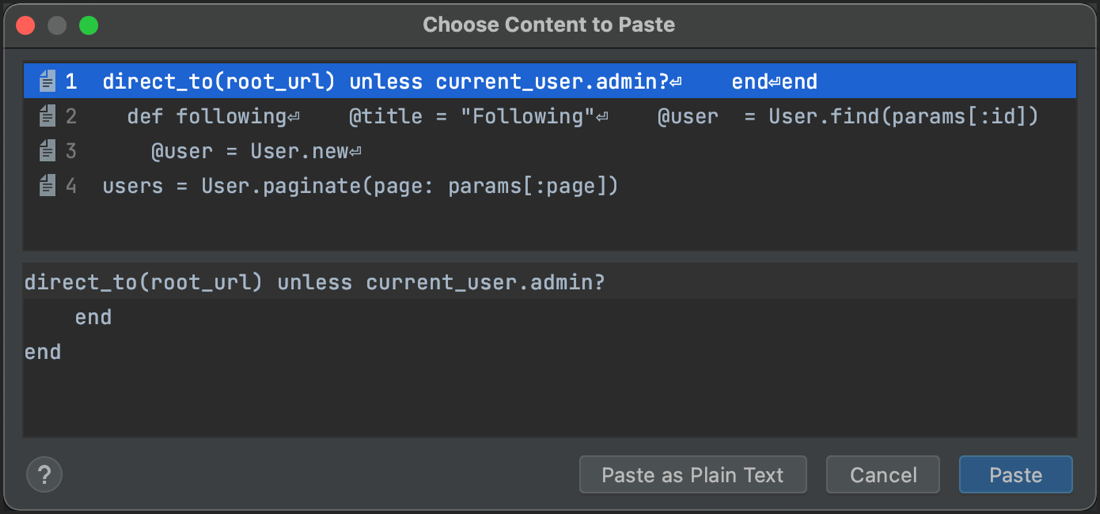 Choose Content to Paste
1 direct_to(root_url) unless current_user.admin?⏎    end⏎end
2   def following⏎    @title = "Following"⏎    @user  = User.find(params[:id])
3     @user = User.new⏎
4 users = User.paginate(page: params[:page])
direct_to(root_url) unless current_user.admin?
    end
end
? Paste as Plain Text Cancel Paste